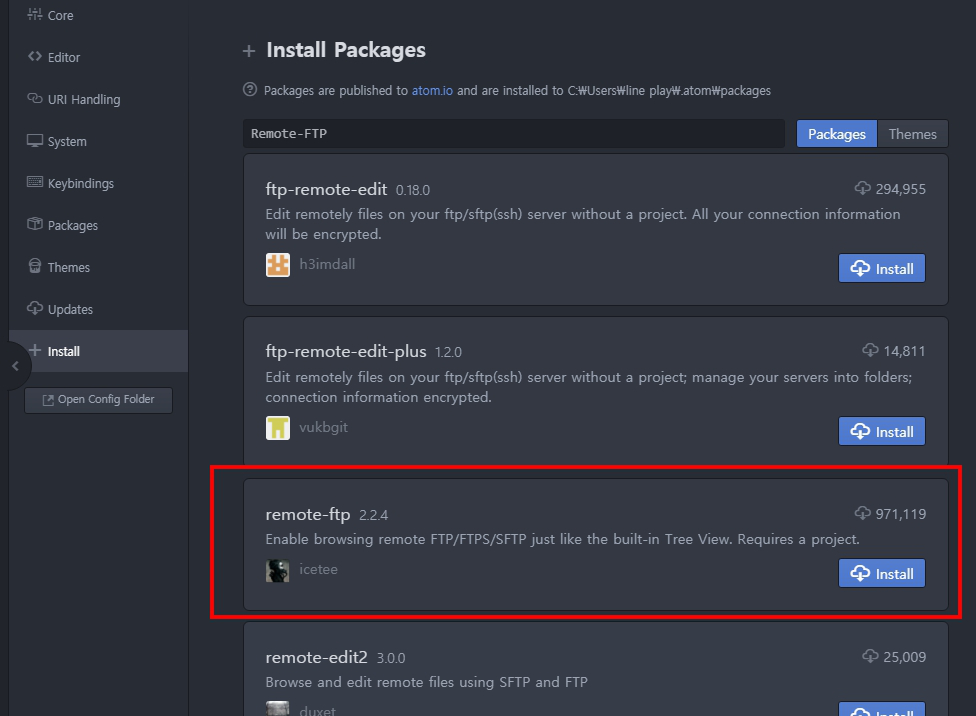 Core
Editor
URI Handling
System
Keybindings
Packages
Themes
Updates
Install
Open Config Folder
Install Packages
Packages are published to atom.io and are installed to C:₩Users₩line play₩.atom₩packages
Remote-FTP
Packages Themes
ftp-remote-edit 0.18.0 294,955
Edit remotely files on your ftp/sftp(ssh) server without a project. All your connection information
will be encrypted.
h3imdall Install
ftp-remote-edit-plus 1.2.0 14,811
Edit remotely files on your ftp/sftp(ssh) server without a project; manage your servers into folders;
connection information encrypted.
vukbgit Install
remote-ftp 2.2.4 971,119
Enable browsing remote FTP/FTPS/SFTP just like the built-in Tree View. Requires a project.
icetee Install
remote-edit2 3.0.0 25,009
Browse and edit remote files using SFTP and FTP
duxet Install